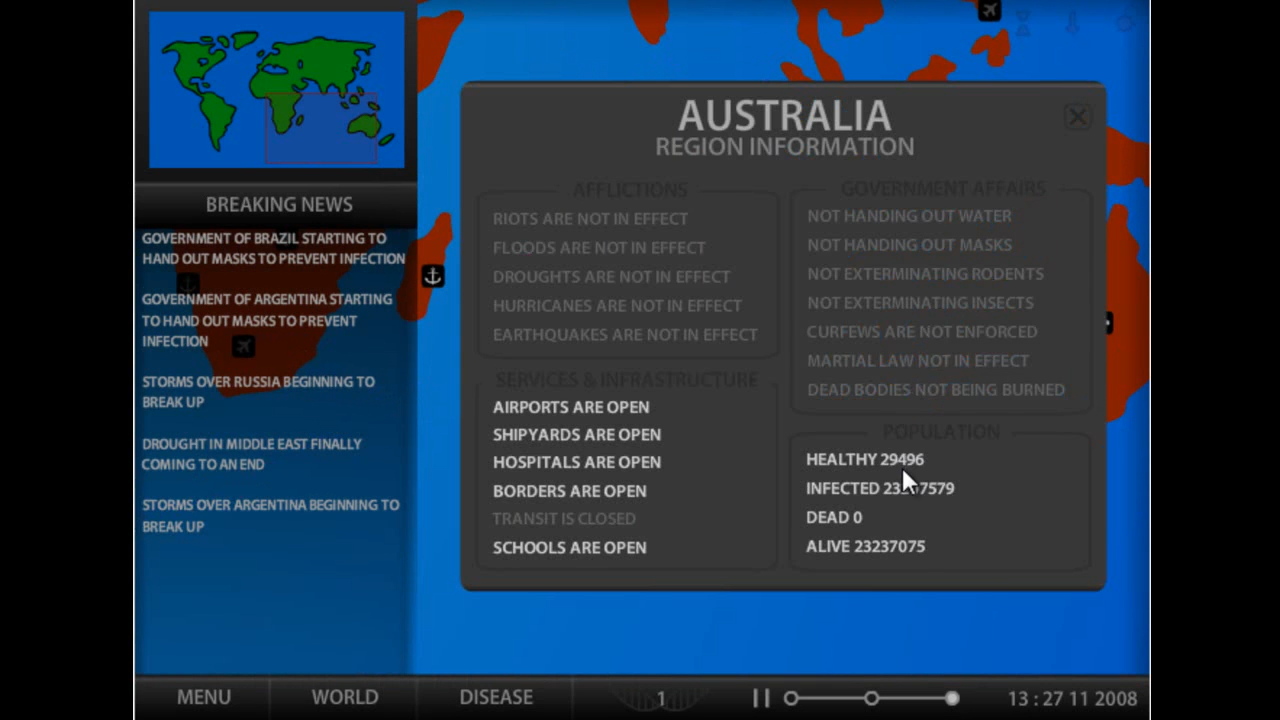 AUSTRALIA
REGION INFORMATION
BREAKING NEWS
GOVERNMENT OF BRAZIL STARTING TO
HAND OUT MASKS TO PREVENT INFECTION
GOVERNMENT OF ARGENTINA STARTING
TO HAND OUT MASKS TO PREVENT
INFECTION
STORMS OVER RUSSIA BEGINNING TO
BREAK UP
DROUGHT IN MIDDLE EAST FINALLY
COMING TO AN END
STORMS OVER ARGENTINA BEGINNING TO
BREAK UP
AFFLICTIONS
RIOTS ARE NOT IN EFFECT
FLOODS ARE NOT IN EFFECT
DROUGHTS ARE NOT IN EFFECT
HURRICANES ARE NOT IN EFFECT
EARTHQUAKES ARE NOT IN EFFECT
SERVICES & INFRASTRUCTURE
AIRPORTS ARE OPEN
SHIPYARDS ARE OPEN
HOSPITALS ARE OPEN
BORDERS ARE OPEN
TRANSIT IS CLOSED
SCHOOLS ARE OPEN
GOVERNMENT AFFAIRS
NOT HANDING OUT WATER
NOT HANDING OUT MASKS
NOT EXTERMINATING RODENTS
NOT EXTERMINATING INSECTS
CURFEWS ARE NOT ENFORCED
MARTIAL LAW NOT IN EFFECT
DEAD BODIES NOT BEING BURNED
POPULATION
HEALTHY 29496
INFECTED
DEAD 0
ALIVE 23237075
MENU
WORLD
DISEASE
1
13 : 27 11 2008